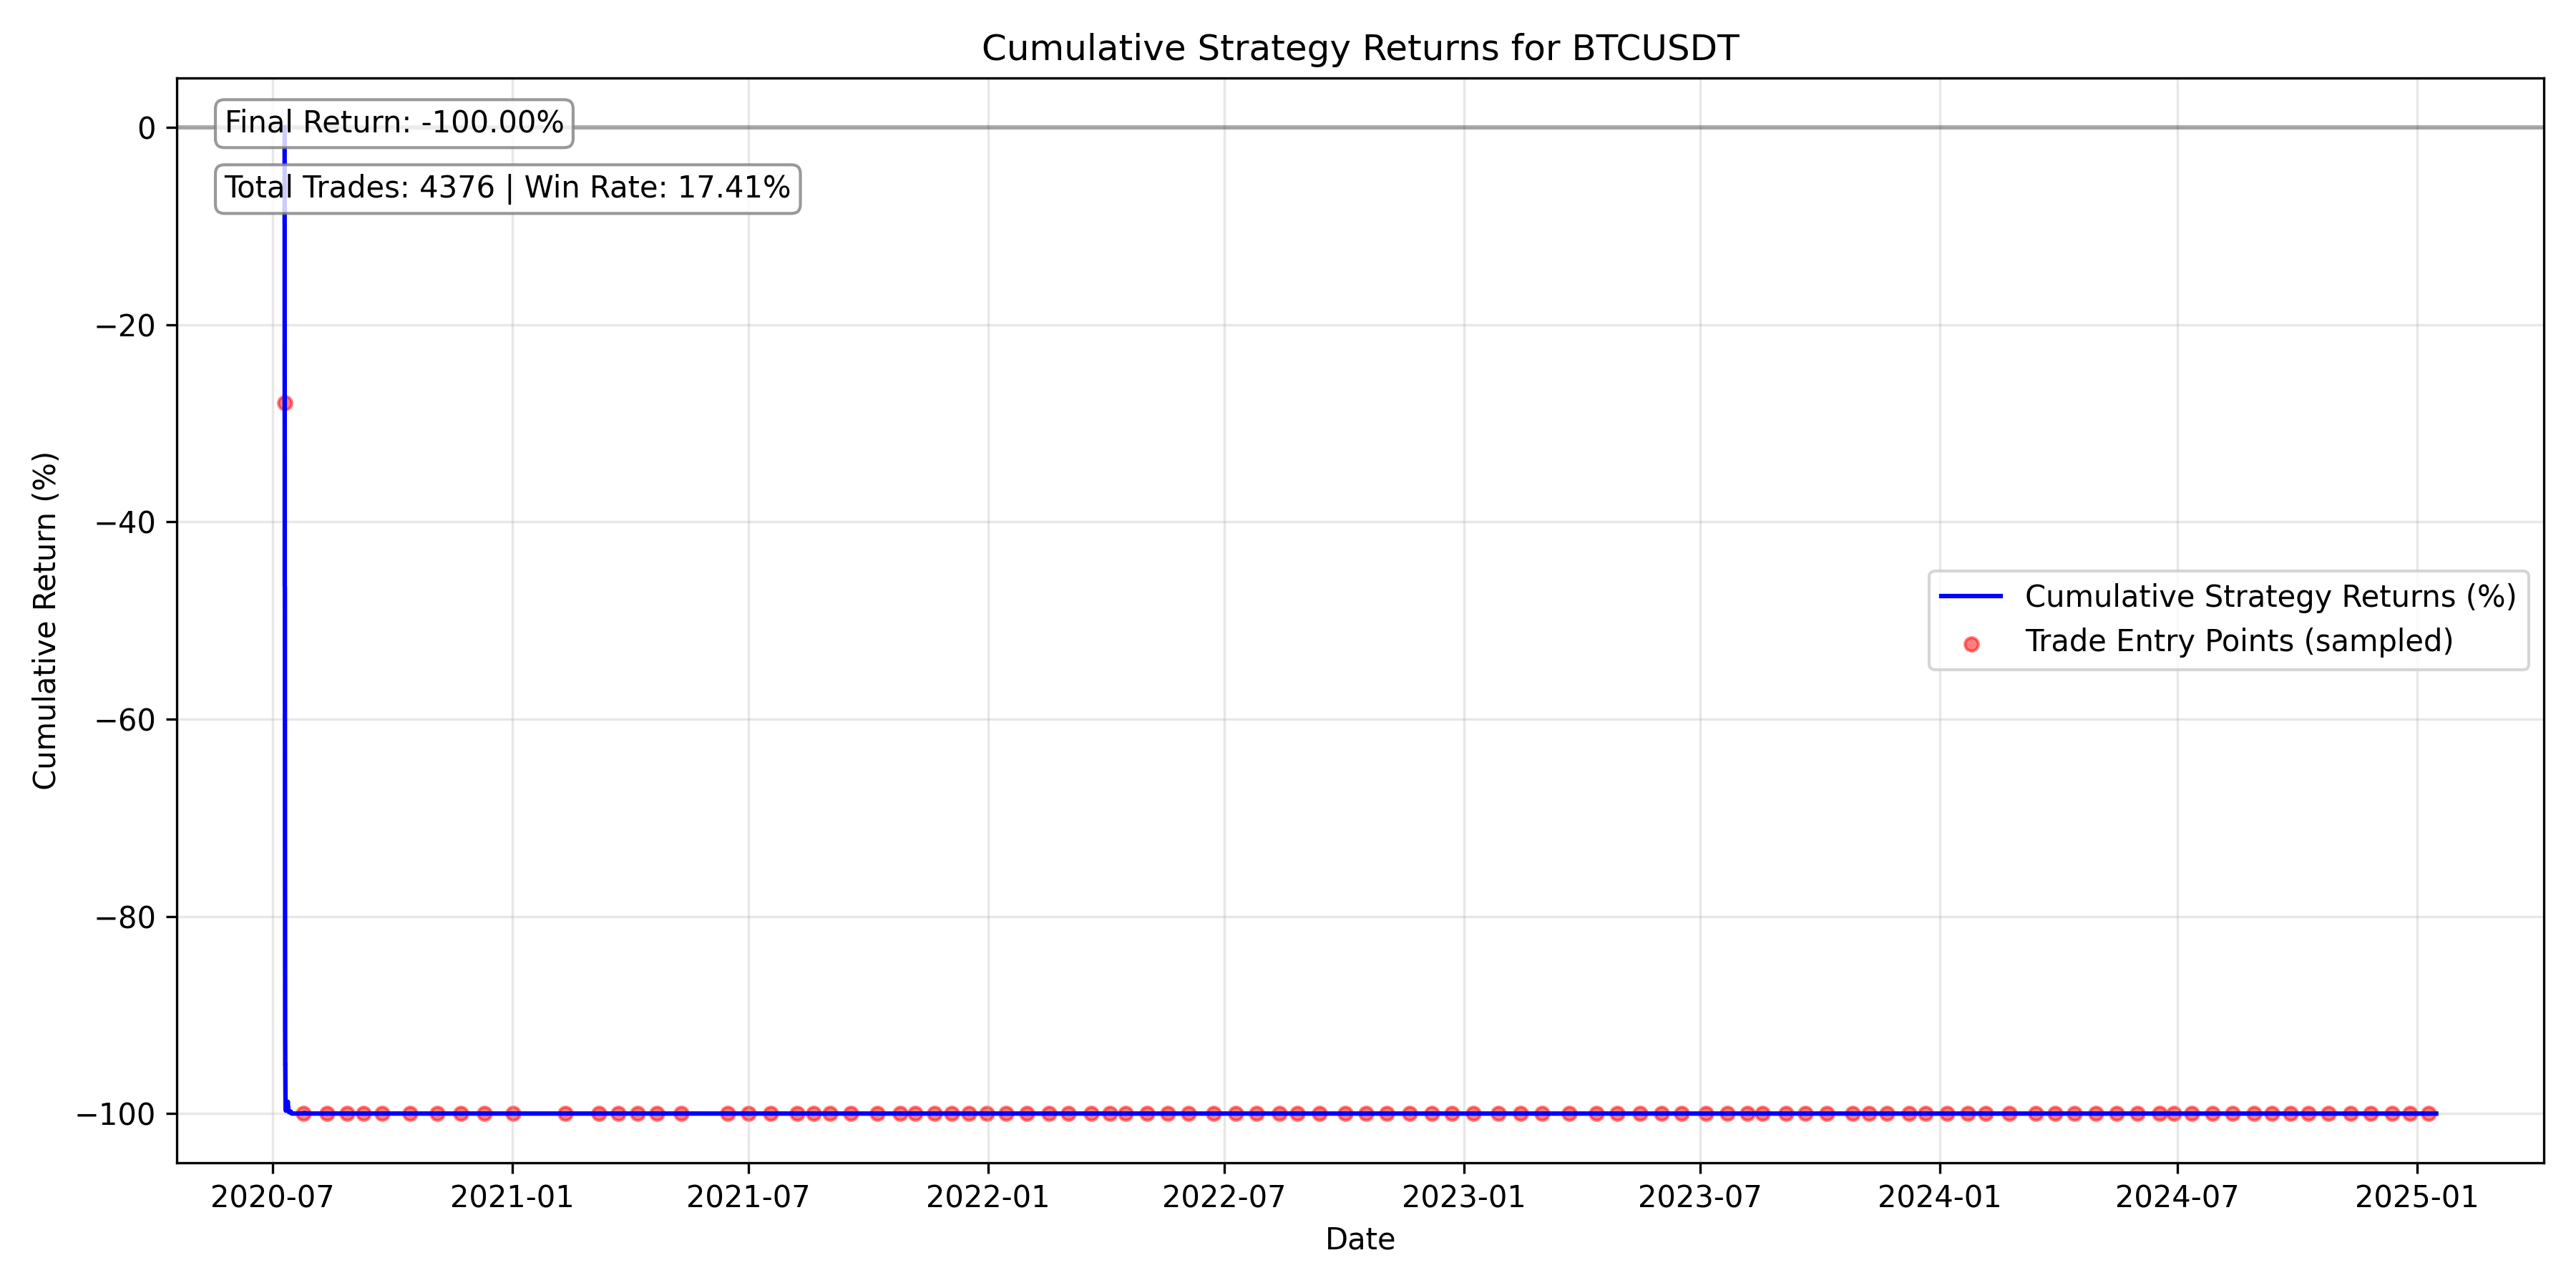 Cumulative Strategy Returns for BTCUSDT
Final Return: -100.00%
Total Trades: 4376 | Win Rate: 17.41%
Cumulative Return (%)
0
−20
−40
−60
−80
−100
Cumulative Strategy Returns (%)
Trade Entry Points (sampled)
2020-07 2021-01 2021-07 2022-01 2022-07 2023-01 2023-07 2024-01 2024-07 2025-01
Date